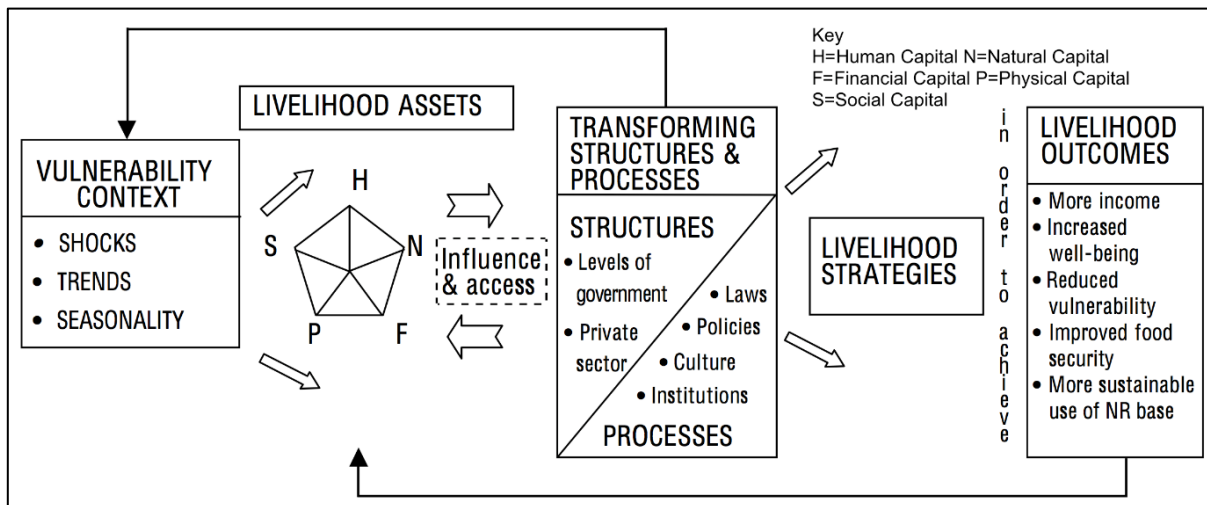 Key
H=Human Capital N=Natural Capital
F=Financial Capital P=Physical Capital
S=Social Capital
LIVELIHOOD ASSETS
VULNERABILITY
CONTEXT
• SHOCKS
• TRENDS
• SEASONALITY
H
S
N
P
F
Influence
& access
TRANSFORMING
STRUCTURES &
PROCESSES
STRUCTURES
• Levels of
government
• Private
sector
• Laws
• Policies
• Culture
• Institutions
PROCESSES
LIVELIHOOD
STRATEGIES
in order to achieve
LIVELIHOOD
OUTCOMES
• More income
• Increased
well-being
• Reduced
vulnerability
• Improved food
security
• More sustainable
use of NR base